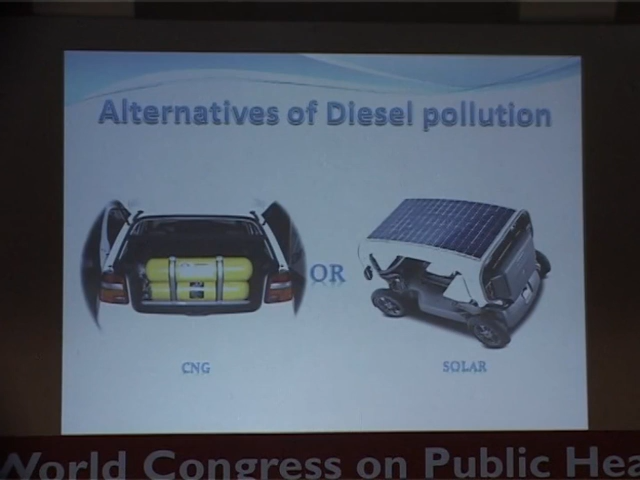 Alternatives of Diesel pollution
OR
CNG
SOLAR
World Congress on Public Hea